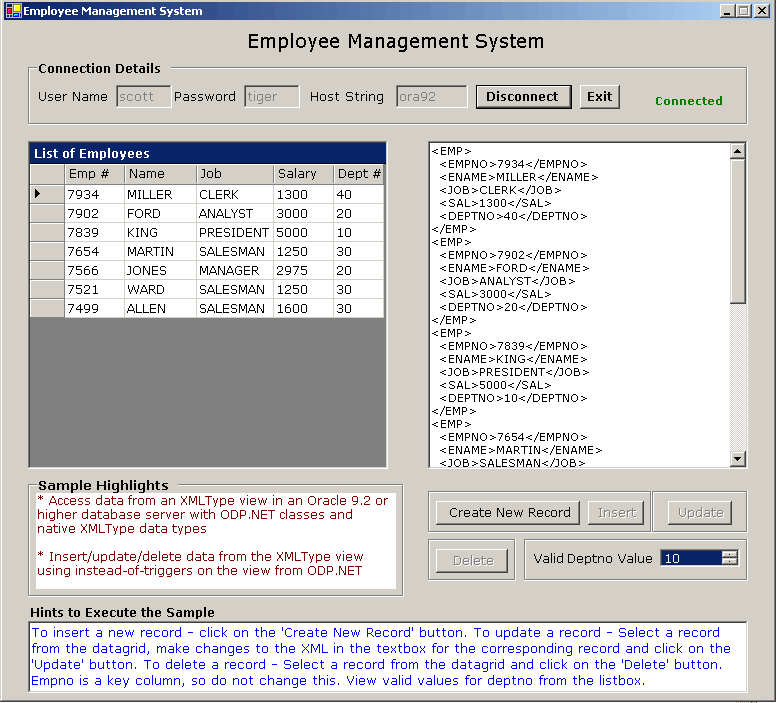 Employee Management System
Employee Management System
Connection Details
User Name scott Password tiger Host String ora92 Disconnect Exit Connected
List of Employees
Emp # Name Job Salary Dept #
7934 MILLER CLERK 1300 40
7902 FORD ANALYST 3000 20
7839 KING PRESIDENT 5000 10
7654 MARTIN SALESMAN 1250 30
7566 JONES MANAGER 2975 20
7521 WARD SALESMAN 1250 30
7499 ALLEN SALESMAN 1600 30
<EMP>
<EMPNO>7934</EMPNO>
<ENAME>MILLER</ENAME>
<JOB>CLERK</JOB>
<SAL>1300</SAL>
<DEPTNO>40</DEPTNO>
</EMP>
<EMP>
<EMPNO>7902</EMPNO>
<ENAME>FORD</ENAME>
<JOB>ANALYST</JOB>
<SAL>3000</SAL>
<DEPTNO>20</DEPTNO>
</EMP>
<EMP>
<EMPNO>7839</EMPNO>
<ENAME>KING</ENAME>
<JOB>PRESIDENT</JOB>
<SAL>5000</SAL>
<DEPTNO>10</DEPTNO>
</EMP>
<EMP>
<EMPNO>7654</EMPNO>
<ENAME>MARTIN</ENAME>
<JOB>SALESMAN</JOB>
Sample Highlights
* Access data from an XMLType view in an Oracle 9.2 or
higher database server with ODP.NET classes and
native XMLType data types
* Insert/update/delete data from the XMLType view
using instead-of-triggers on the view from ODP.NET
Create New Record Insert Update
Delete Valid Deptno Value 10
Hints to Execute the Sample
To insert a new record - click on the 'Create New Record' button. To update a record - Select a record
from the datagrid, make changes to the XML in the textbox for the corresponding record and click on the
'Update' button. To delete a record - Select a record from the datagrid and click on the 'Delete' button.
Empno is a key column, so do not change this. View valid values for deptno from the listbox.